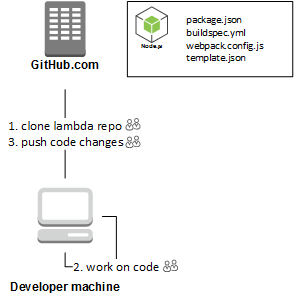 package.json
buildspec.yml
webpack.config.js
template.json
Node.js
GitHub.com
1. clone lambda repo
3. push code changes
2. work on code
Developer machine